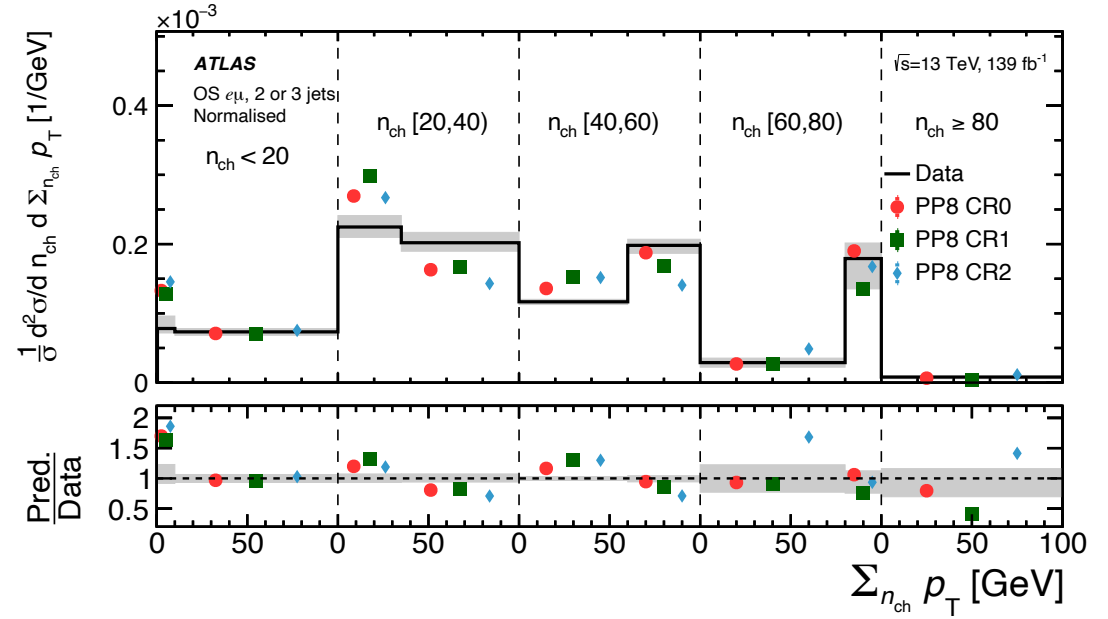 ×10⁻³
1/σ d²σ/d n_ch d Σ_n_ch p_T [1/GeV]
ATLAS
√s=13 TeV, 139 fb⁻¹
OS eμ, 2 or 3 jets
Normalised
n_ch < 20
n_ch [20,40)
n_ch [40,60)
n_ch [60,80)
n_ch ≥ 80
Data
PP8 CR0
PP8 CR1
PP8 CR2
0.4
0.2
0
Pred.
Data
2
1.5
1
0.5
0 50 0 50 0 50 0 50 0 50 100
Σ_n_ch p_T [GeV]